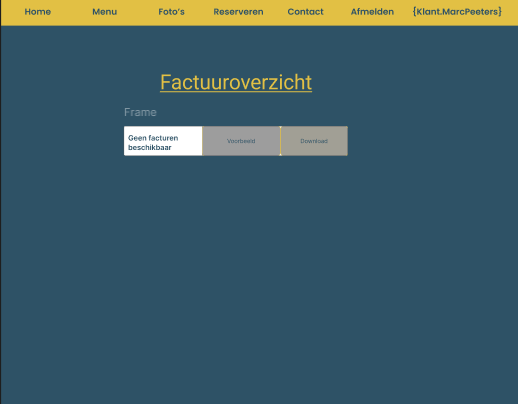 Home Menu Foto's Reserveren Contact Afmelden {Klant.MarcPeeters}
Factuuroverzicht
Frame
Geen facturen
beschikbaar
Voorbeeld
Download